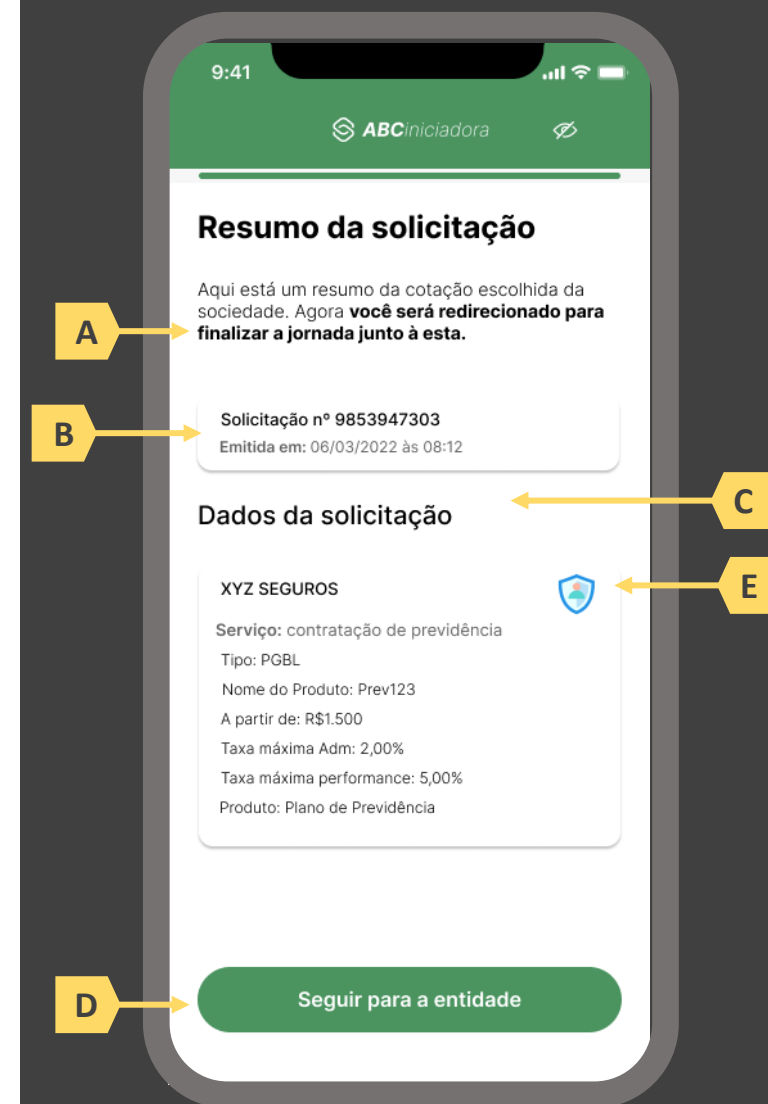 9:41
ABCiniciadora
Resumo da solicitação
Aqui está um resumo da cotação escolhida da
sociedade. Agora você será redirecionado para
finalizar a jornada junto à esta.
A
Solicitação nº 9853947303
Emitida em: 06/03/2022 às 08:12
B
C
Dados da solicitação
E
XYZ SEGUROS
Serviço: contratação de previdência
Tipo: PGBL
Nome do Produto: Prev123
A partir de: R$1.500
Taxa máxima Adm: 2,00%
Taxa máxima performance: 5,00%
Produto: Plano de Previdência
D
Seguir para a entidade